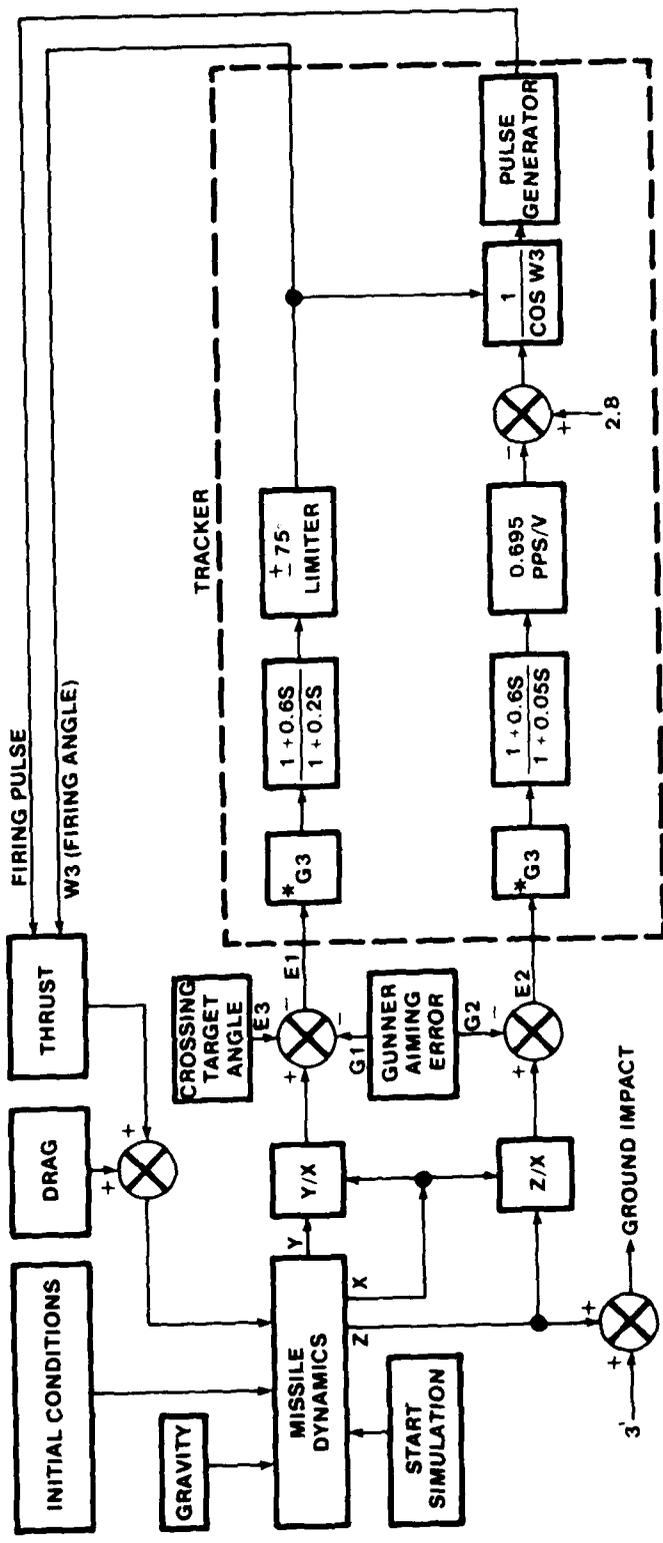 FIRING PULSE
W3 (FIRING ANGLE)
INITIAL CONDITIONS
DRAG
+
+
THRUST
GRAVITY
MISSILE
DYNAMICS
START
SIMULATION
Y
X
Z
Y/X
Z/X
3'
+
+
GROUND IMPACT
CROSSING
TARGET
ANGLE
E3
+
-
-
E1
G1
GUNNER
AIMING
ERROR
G2
+
-
E2
TRACKER
*G3
1 + 0.6S
1 + 0.2S
± 75°
LIMITER
*G3
1 + 0.6S
1 + 0.05S
0.695
PPS/V
-
+
2.8
1
COS W3
PULSE
GENERATOR